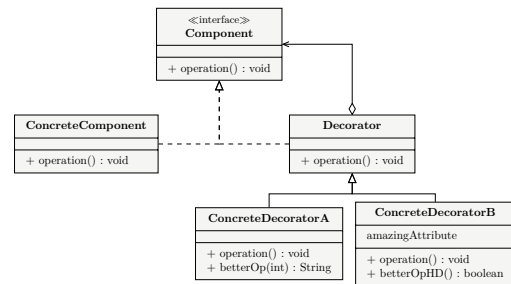 ≪interface≫
Component
+ operation() : void
ConcreteComponent
+ operation() : void
Decorator
+ operation() : void
ConcreteDecoratorA
+ operation() : void
+ betterOp(int) : String
ConcreteDecoratorB
amazingAttribute
+ operation() : void
+ betterOpHD() : boolean